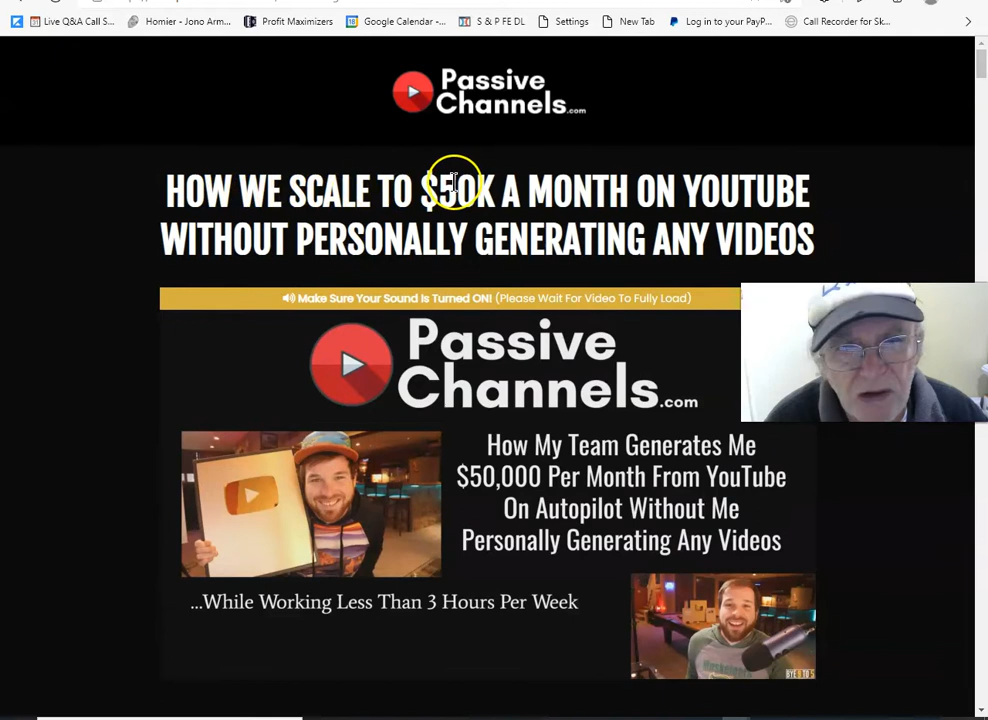 Live Q&A Call S...
Homier - Jono Arm...
Profit Maximizers
Google Calendar -...
S & P FE DL
Settings
New Tab
Log in to your PayP...
Call Recorder for Sk...
Passive
Channels.com
HOW WE SCALE TO $50K A MONTH ON YOUTUBE
WITHOUT PERSONALLY GENERATING ANY VIDEOS
Make Sure Your Sound Is Turned ON! (Please Wait For Video To Fully Load)
Passive
Channels.com
How My Team Generates Me
$50,000 Per Month From YouTube
On Autopilot Without Me
Personally Generating Any Videos
...While Working Less Than 3 Hours Per Week
BYE 9 TO 5